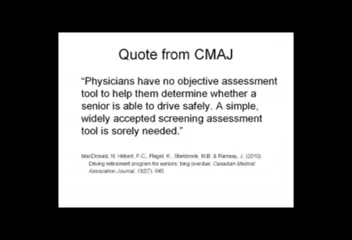 Quote from CMAJ
“Physicians have no objective assessment
tool to help them determine whether a
senior is able to drive safely. A simple,
widely accepted screening assessment
tool is sorely needed.”
MacDonald, N. Hébert, P.C., Flegel, K., Stanbrook, M.B. & Ramsay, J. (2010).
Driving retirement program for seniors: long overdue. Canadian Medical
Association Journal. 182(7): 645.